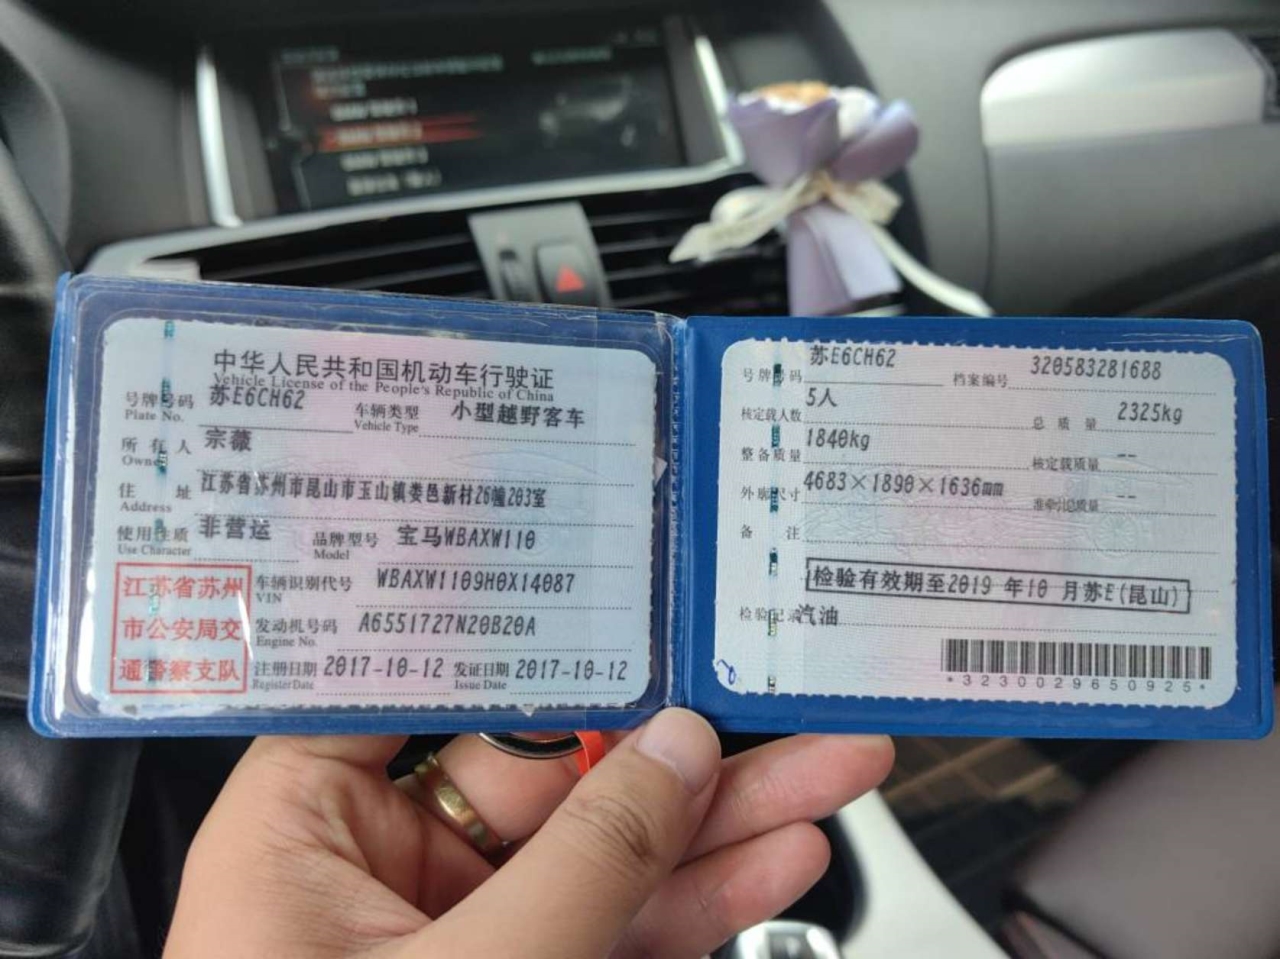 中华人民共和国机动车行驶证
Vehicle License of the People's Republic of China
号牌号码 苏E6CH62 车辆类型 小型越野客车
Plate No. Vehicle Type
所有人 宗薇
Owner
住址 江苏省苏州市昆山市玉山镇娄邑新村26幢203室
Address
使用性质 非营运 品牌型号 宝马WBAXW110
Use Character Model
江苏省苏州
市公安局交
通警察支队
车辆识别代号 WBAXW1109H0X14087
VIN
发动机号码 A6551727N20B20A
Engine No.
注册日期 2017-10-12 发证日期 2017-10-12
Register Date Issue Date
号牌号码 苏E6CH62 档案编号 320583281688
核定载人数 5人 总质量 2325kg
整备质量 1840kg 核定载质量 --
外廓尺寸 4683×1890×1636mm 准牵引总质量 --
备注
检验有效期至2019年10月苏E(昆山)
检验记录 汽油
*3230029650925*